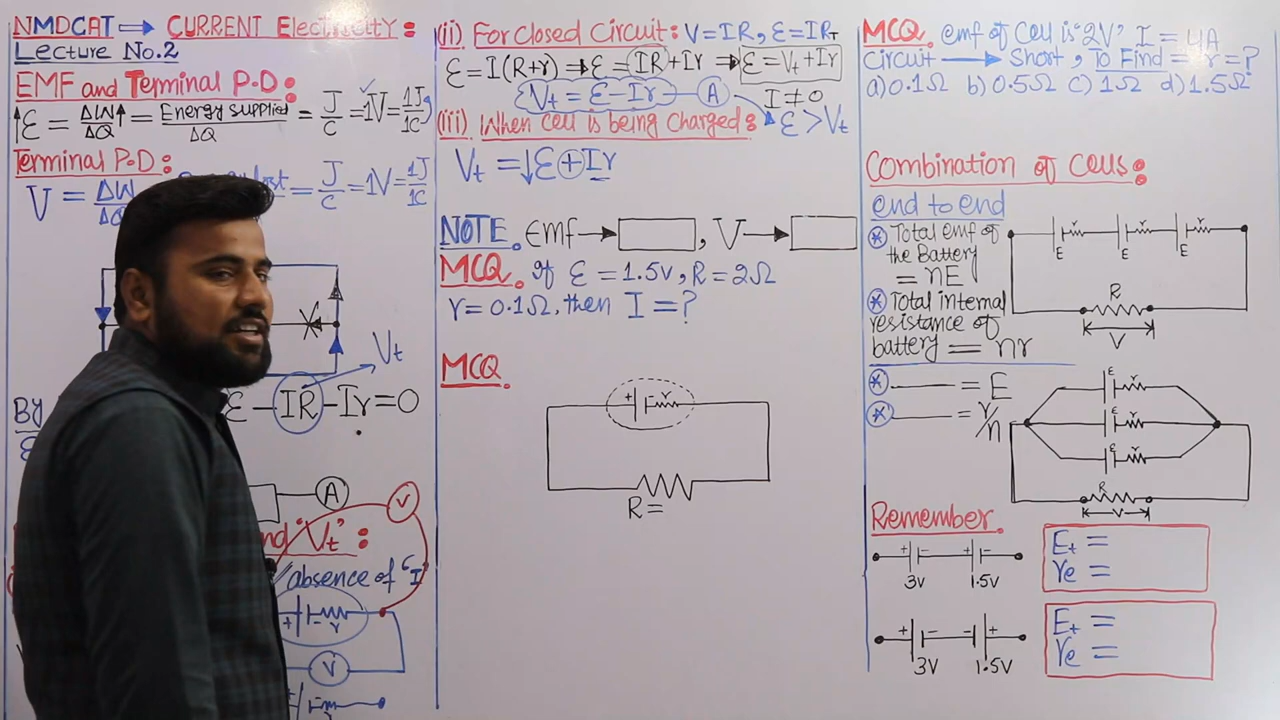 NMDCAT ⇒ CURRENT Electricity:
Lecture No.2
EMF and Terminal P.D:
↑ε = ΔW↑/ΔQ = Energy supplied/ΔQ = J/C = 1V = 1J/1C
Terminal P.D:
V = ΔW/ΔQ lost = J/C = 1V = 1J/1C
Vt
By ε - IR - Ir = 0
A
V
and "Vt":
absence of "I"
+ - r
V
(ii) For Closed Circuit: V=IR, ε=IRT
ε = I(R+r) ⇒ ε = IR+Ir ⇒ ε = Vt+Ir
Vt = ε - Ir A I ≠ 0
(iii) When cell is being Charged: ε > Vt
Vt = ↓ε + Ir
NOTE. Emf → , V →
MCQ. If ε = 1.5V, R = 2Ω
r = 0.1Ω, then I = ?
MCQ.
+ - r
R =
MCQ. emf of Cell is "2V" I = 4A
Circuit → Short, To Find = r = ?
a) 0.1Ω b) 0.5Ω c) 1Ω d) 1.5Ω
Combination of Cells:
end to end
* Total emf of
the Battery
= nE
* Total internal
resistance of
battery = nr
r r r
E E E
R
V
* = E
* = r/n
ε r
ε r
ε r
R
V
Remember.
+ - + -
3V 1.5V
Et =
re =
+ - - +
3V 1.5V
Et =
re =